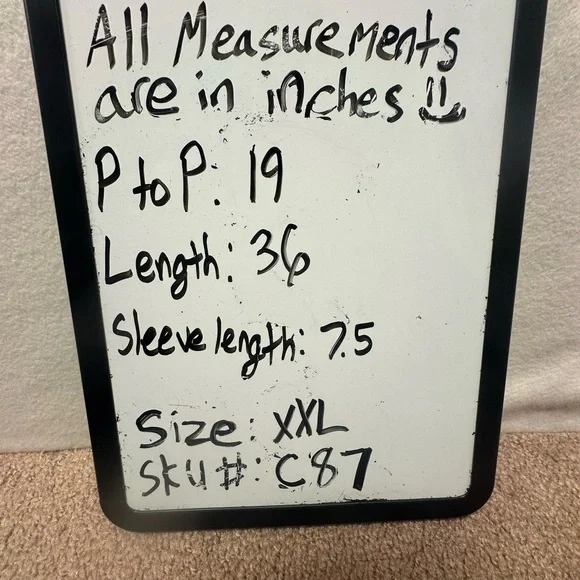 All Measurements
are in inches
P to P: 19
Length: 36
Sleeve length: 7.5
Size: XXL
SKU#: C87